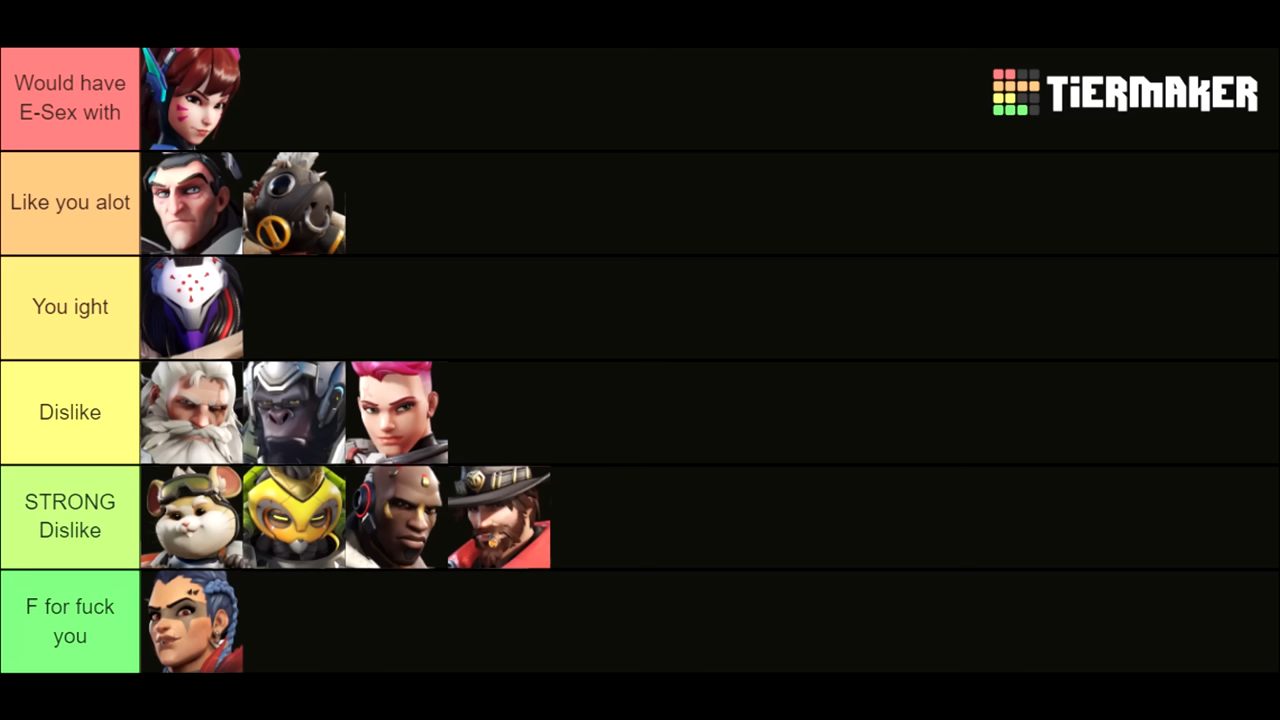 Would have
E-Sex with
TiERMAKER
Like you alot
You ight
Dislike
STRONG
Dislike
F for fuck
you